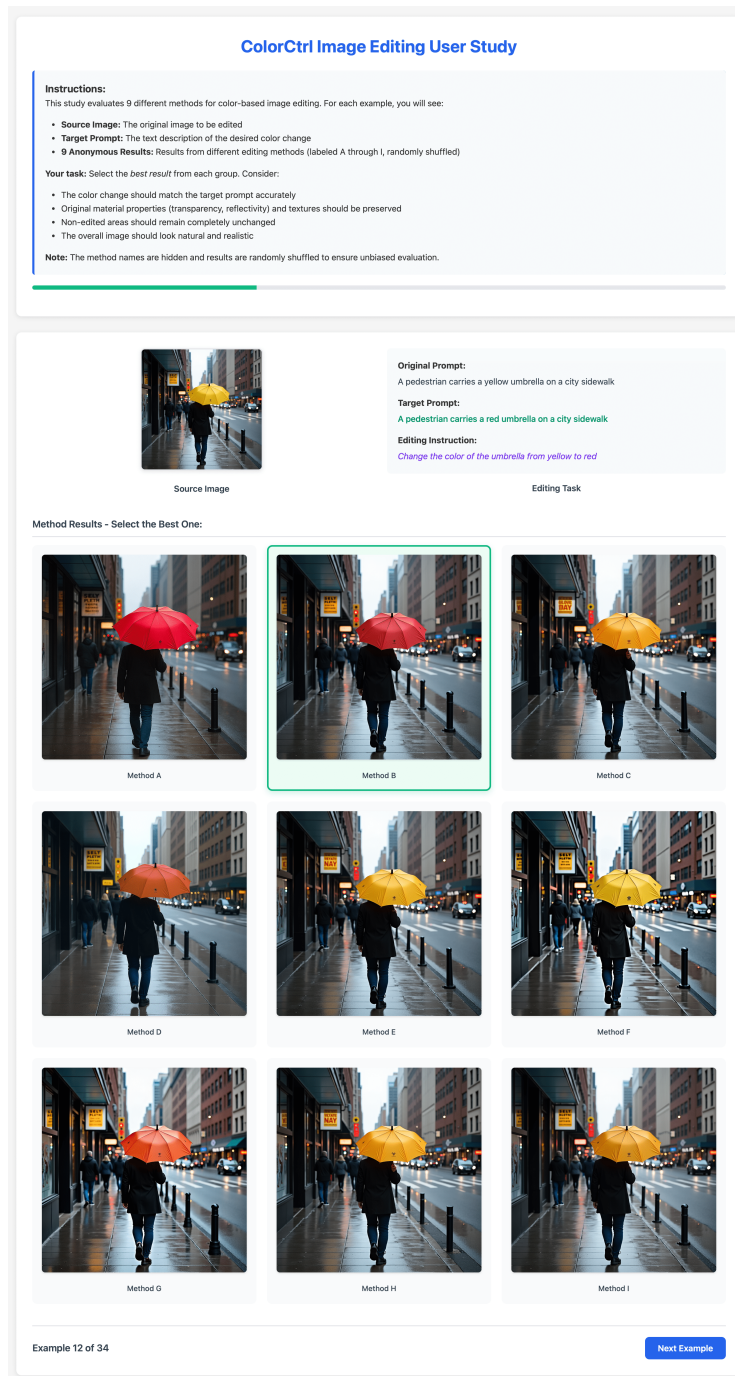 ColorCtrl Image Editing User Study
Instructions:
This study evaluates 9 different methods for color-based image editing. For each example, you will see:
• Source Image: The original image to be edited
• Target Prompt: The text description of the desired color change
• 9 Anonymous Results: Results from different editing methods (labeled A through I, randomly shuffled)
Your task: Select the best result from each group. Consider:
• The color change should match the target prompt accurately
• Original material properties (transparency, reflectivity) and textures should be preserved
• Non-edited areas should remain completely unchanged
• The overall image should look natural and realistic
Note: The method names are hidden and results are randomly shuffled to ensure unbiased evaluation.
Original Prompt:
A pedestrian carries a yellow umbrella on a city sidewalk
Target Prompt:
A pedestrian carries a red umbrella on a city sidewalk
Editing Instruction:
Change the color of the umbrella from yellow to red
Source Image
Editing Task
Method Results - Select the Best One:
Method A
Method B
Method C
Method D
Method E
Method F
Method G
Method H
Method I
Example 12 of 34
Next Example